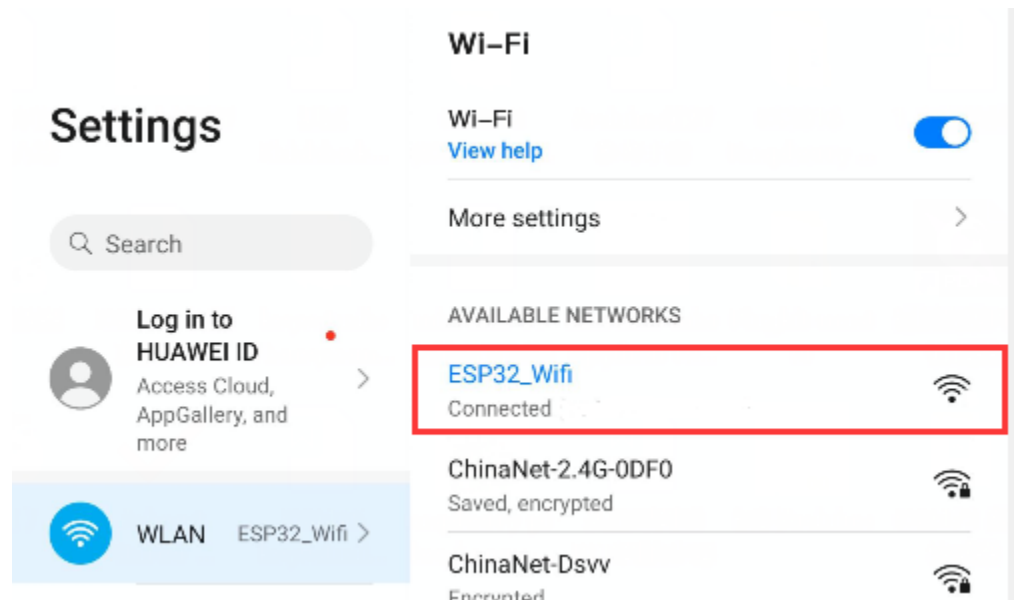 Settings
Search
Log in to
HUAWEI ID
Access Cloud,
AppGallery, and
more
WLAN ESP32_Wifi
Wi-Fi
Wi-Fi
View help
More settings
AVAILABLE NETWORKS
ESP32_Wifi
Connected
ChinaNet-2.4G-0DF0
Saved, encrypted
ChinaNet-Dsvv
Encrypted